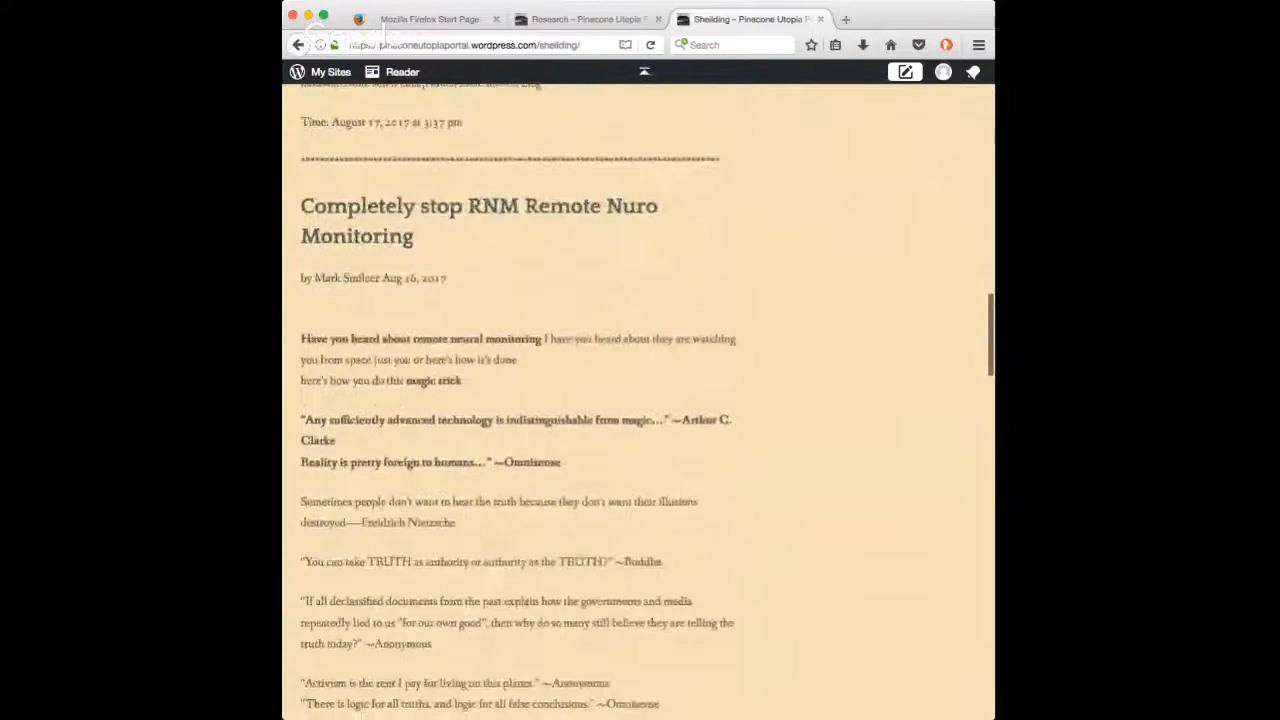 Mozilla Firefox Start Page
Research – Pinecone Utopia P
Sheilding – Pinecone Utopia P
https://pineconeutopiaportal.wordpress.com/sheilding/
Search
My Sites
Reader
Time: August 17, 2017 at 3:37 pm
Completely stop RNM Remote Nuro
Monitoring
by Mark Aug 16, 2017
Have you heard about remote neural monitoring I have you heard about they are watching
you from space just you or here's how it's done
here's how you do this magic trick
"Any sufficiently advanced technology is indistinguishable from magic…" ~Arthur C.
Clarke
Reality is pretty foreign to humans…" ~Omnisense
Sometimes people don't want to hear the truth because they don't want their illusions
destroyed—Freidrich Nietzsche
"You can take TRUTH as authority or authority as the TRUTH?" ~Buddha
"If all declassified documents from the past explain how the governments and media
repeatedly lied to us "for our own good", then why do so many still believe they are telling the
truth today?" ~Anonymous
"Activism is the rent I pay for living on this planet." ~Anonymous
"There is logic for all truths, and logic for all false conclusions." ~Omnisense